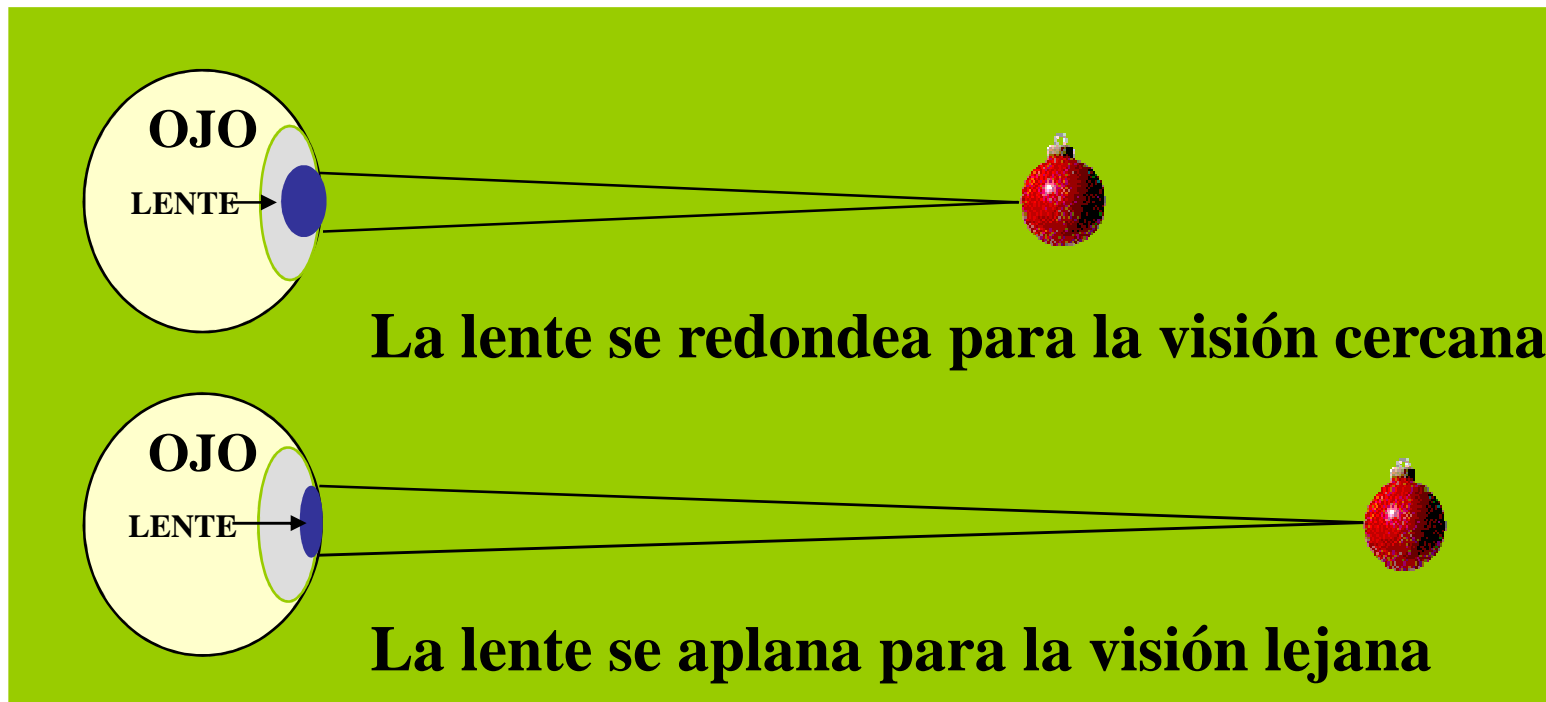 OJO
LENTE
La lente se redondea para la visión cercana
OJO
LENTE
La lente se aplana para la visión lejana